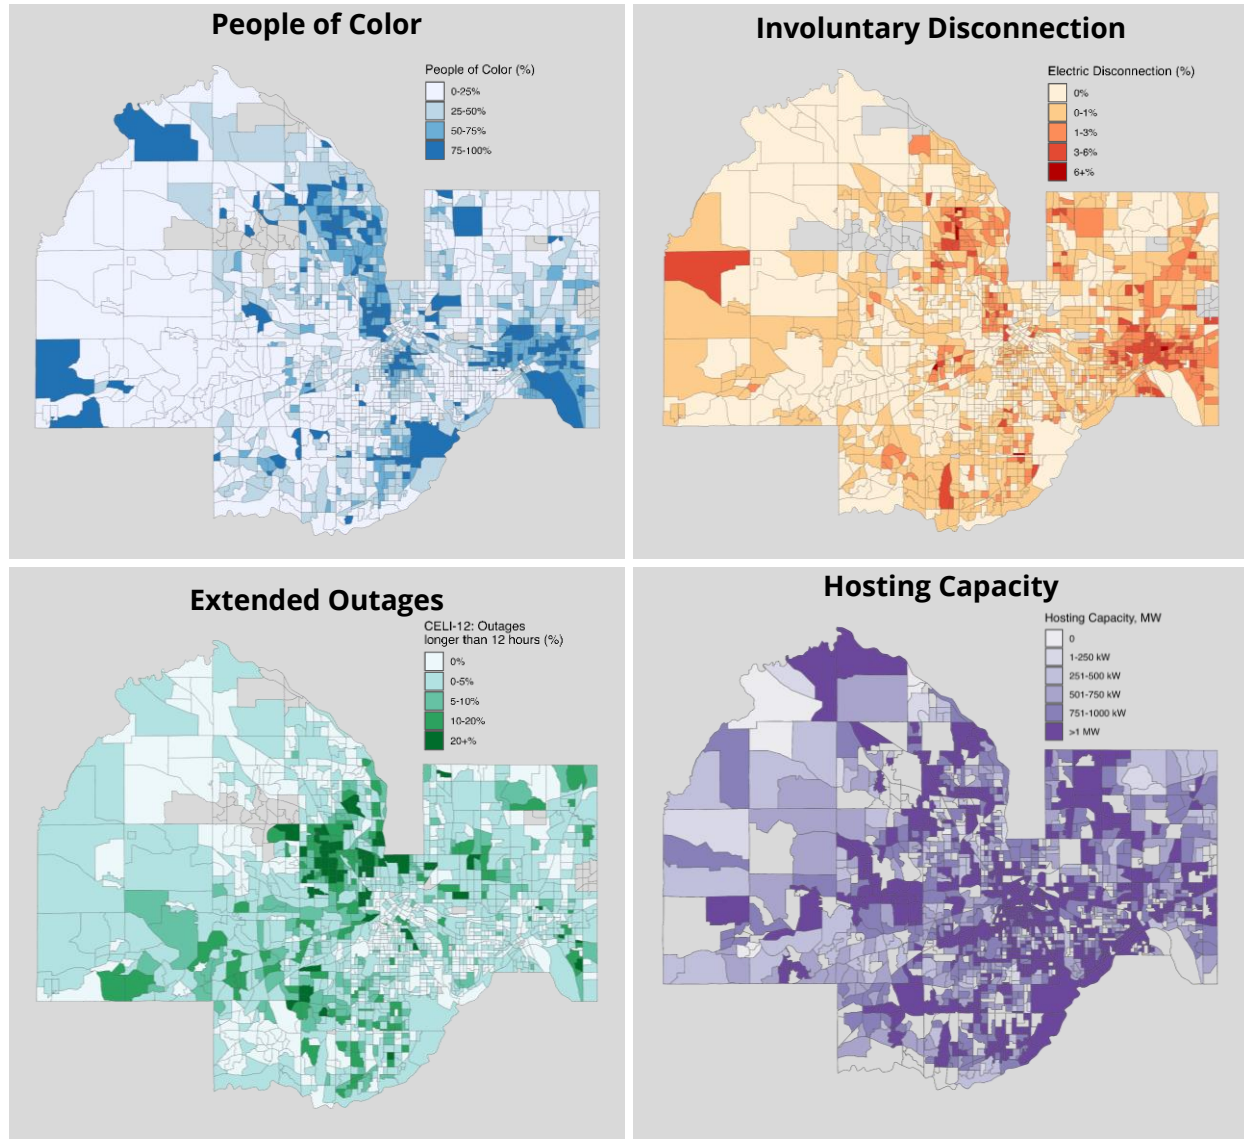 People of Color
People of Color (%)
0-25%
25-50%
50-75%
75-100%
Involuntary Disconnection
Electric Disconnection (%)
0%
0-1%
1-3%
3-6%
6+%
Extended Outages
CELI-12: Outages
longer than 12 hours (%)
0%
0-5%
5-10%
10-20%
20+%
Hosting Capacity
Hosting Capacity, MW
0
1-250 kW
251-500 kW
501-750 kW
751-1000 kW
>1 MW